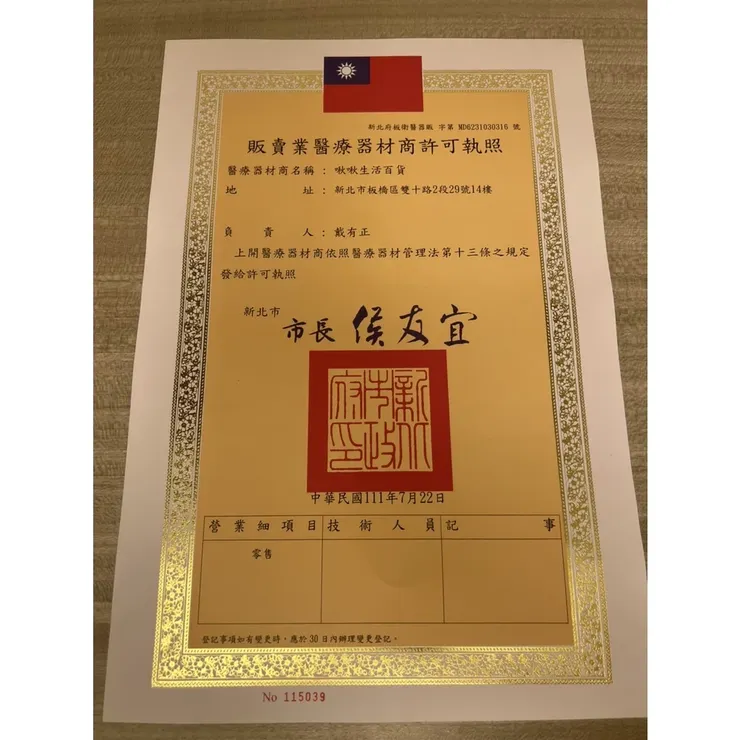 新北府板衛醫器販 字第 MD6231030316 號
販賣業醫療器材商許可執照
醫療器材商名稱：啾啾生活百貨
地 址：新北市板橋區雙十路2段29號14樓
負 責 人：戴有正
上開醫療器材商依照醫療器材管理法第十三條之規定
發給許可執照
新北市
市長 侯友宜
新北市政府印
中華民國111年7月22日
營業細項目 技術人員 記事
零售
登記事項如有變更時，應於30日內辦理變更登記。
No 115039